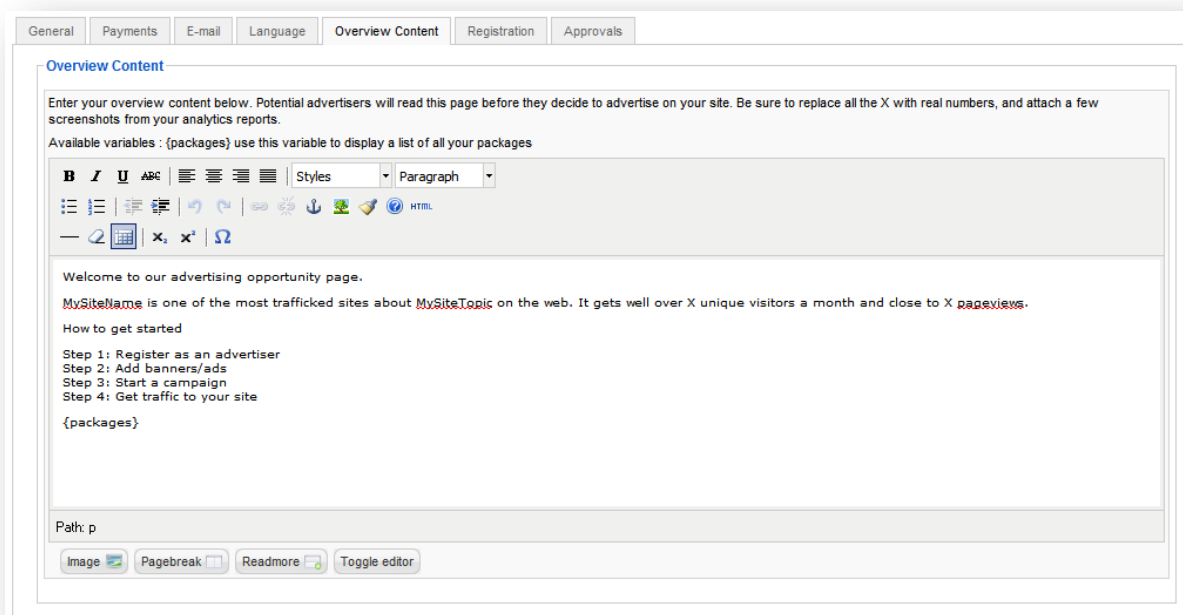 General Payments E-mail Language Overview Content Registration Approvals
Overview Content
Enter your overview content below. Potential advertisers will read this page before they decide to advertise on your site. Be sure to replace all the X with real numbers, and attach a few
screenshots from your analytics reports.
Available variables : {packages} use this variable to display a list of all your packages
B I U ABC Styles Paragraph
HTML
x₂ x² Ω
Welcome to our advertising opportunity page.
MySiteName is one of the most trafficked sites about MySiteTopic on the web. It gets well over X unique visitors a month and close to X pageviews.
How to get started
Step 1: Register as an advertiser
Step 2: Add banners/ads
Step 3: Start a campaign
Step 4: Get traffic to your site
{packages}
Path: p
Image Pagebreak Readmore Toggle editor